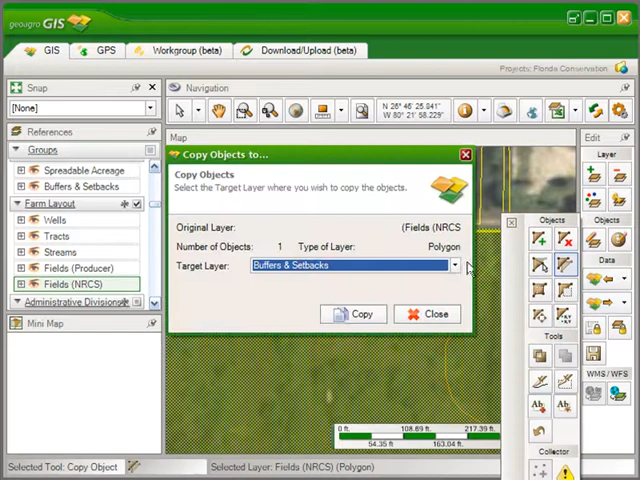 geoagro GIS
GIS
GPS
Workgroup (beta)
Download/Upload (beta)
Projects: Florida Conservation
Snap
[None]
References
Groups
Spreadable Acreage
Buffers & Setbacks
Farm Layout
Wells
Tracts
Streams
Fields (Producer)
Fields (NRCS)
Administrative Divisions
Mini Map
Navigation
N 26° 46' 25.841"
W 80° 21' 58.229"
Map
Copy Objects to...
Copy Objects
Select the Target Layer where you wish to copy the objects.
Original Layer: (Fields (NRCS
Number of Objects: 1 Type of Layer: Polygon
Target Layer: Buffers & Setbacks
Copy
Close
0 ft. 108.69 ft. 217.39 ft.
54.35 ft. 163.04 ft.
Edit
Layer
Objects
Data
WMS / WFS
Objects
Tools
Ab
Ab
Collector
Selected Tool: Copy Object
Selected Layer: Fields (NRCS) (Polygon)